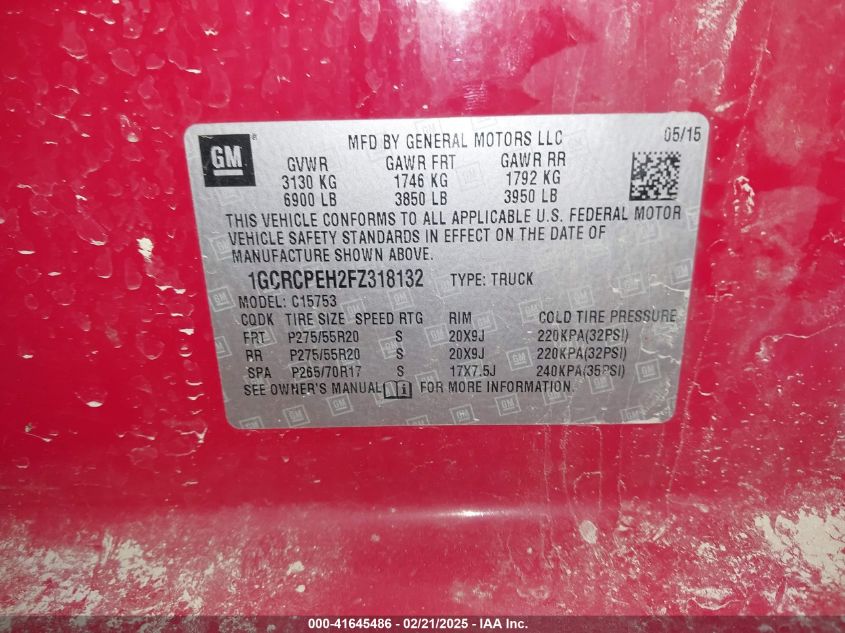 GM ®
MFD BY GENERAL MOTORS LLC 05/15
GVWR GAWR FRT GAWR RR
3130 KG 1746 KG 1792 KG
6900 LB 3850 LB 3950 LB
THIS VEHICLE CONFORMS TO ALL APPLICABLE U.S. FEDERAL MOTOR
VEHICLE SAFETY STANDARDS IN EFFECT ON THE DATE OF
MANUFACTURE SHOWN ABOVE.
1GCRCPEH2FZ318132 TYPE: TRUCK
MODEL: C15753
CODK TIRE SIZE SPEED RTG RIM COLD TIRE PRESSURE
FRT P275/55R20 S 20X9J 220KPA(32PSI)
RR P275/55R20 S 20X9J 220KPA(32PSI)
SPA P265/70R17 S 17X7.5J 240KPA(35PSI)
SEE OWNER'S MANUAL FOR MORE INFORMATION.
000-41645486 - 02/21/2025 - IAA Inc.